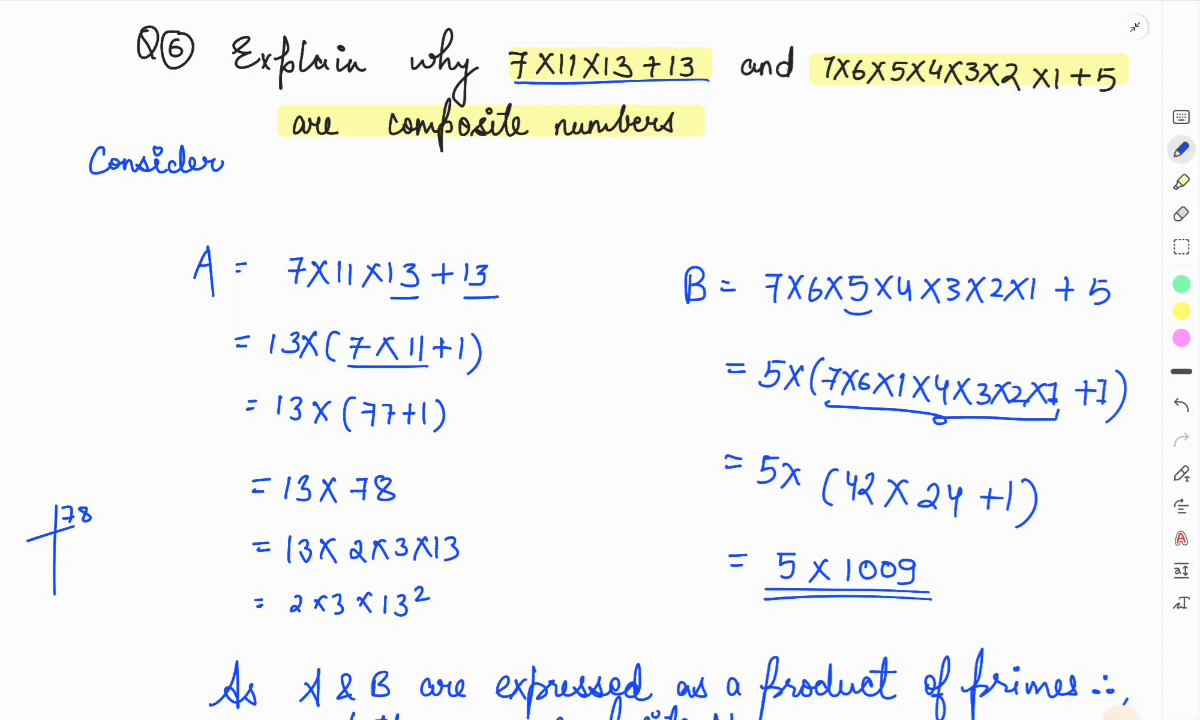 Q⑥ Explain why 7×11×13+13 and 7×6×5×4×3×2×1+5
are composite numbers
Consider
A = 7×11×13+13
= 13×(7×11+1)
= 13×(77+1)
= 13×78
= 13×2×3×13
= 2×3×13²
78
B = 7×6×5×4×3×2×1+5
= 5×(7×6×1×4×3×2×1+1)
= 5×(42×24+1)
= 5×1009
As A & B are expressed as a product of primes ∴,